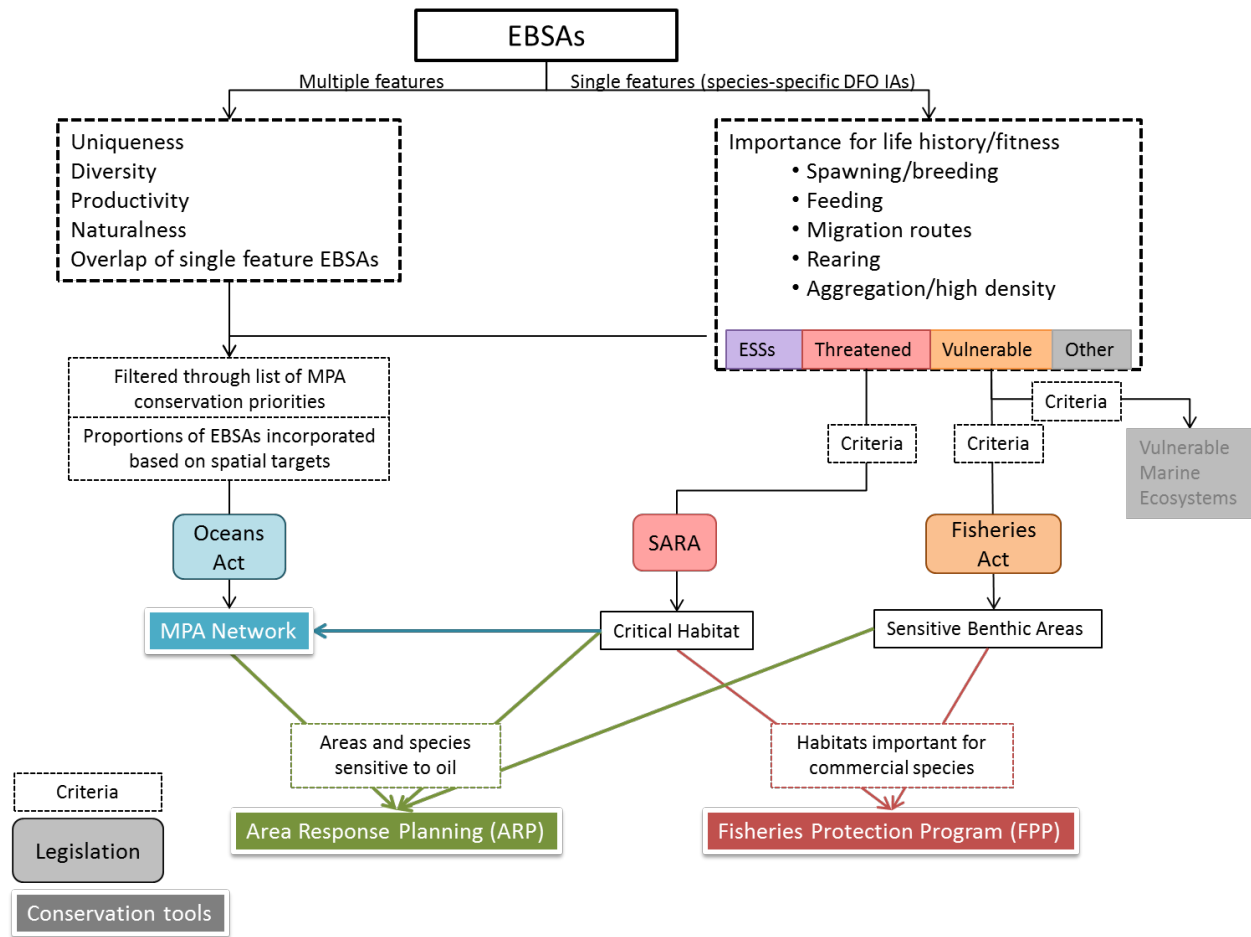 EBSAs
Multiple features
Single features (species-specific DFO IAs)
Uniqueness
Diversity
Productivity
Naturalness
Overlap of single feature EBSAs
Importance for life history/fitness
• Spawning/breeding
• Feeding
• Migration routes
• Rearing
• Aggregation/high density
ESSs
Threatened
Vulnerable
Other
Filtered through list of MPA
conservation priorities
Proportions of EBSAs incorporated
based on spatial targets
Criteria
Criteria
Criteria
Vulnerable
Marine
Ecosystems
Oceans
Act
SARA
Fisheries
Act
MPA Network
Critical Habitat
Sensitive Benthic Areas
Areas and species
sensitive to oil
Habitats important for
commercial species
Area Response Planning (ARP)
Fisheries Protection Program (FPP)
Criteria
Legislation
Conservation tools